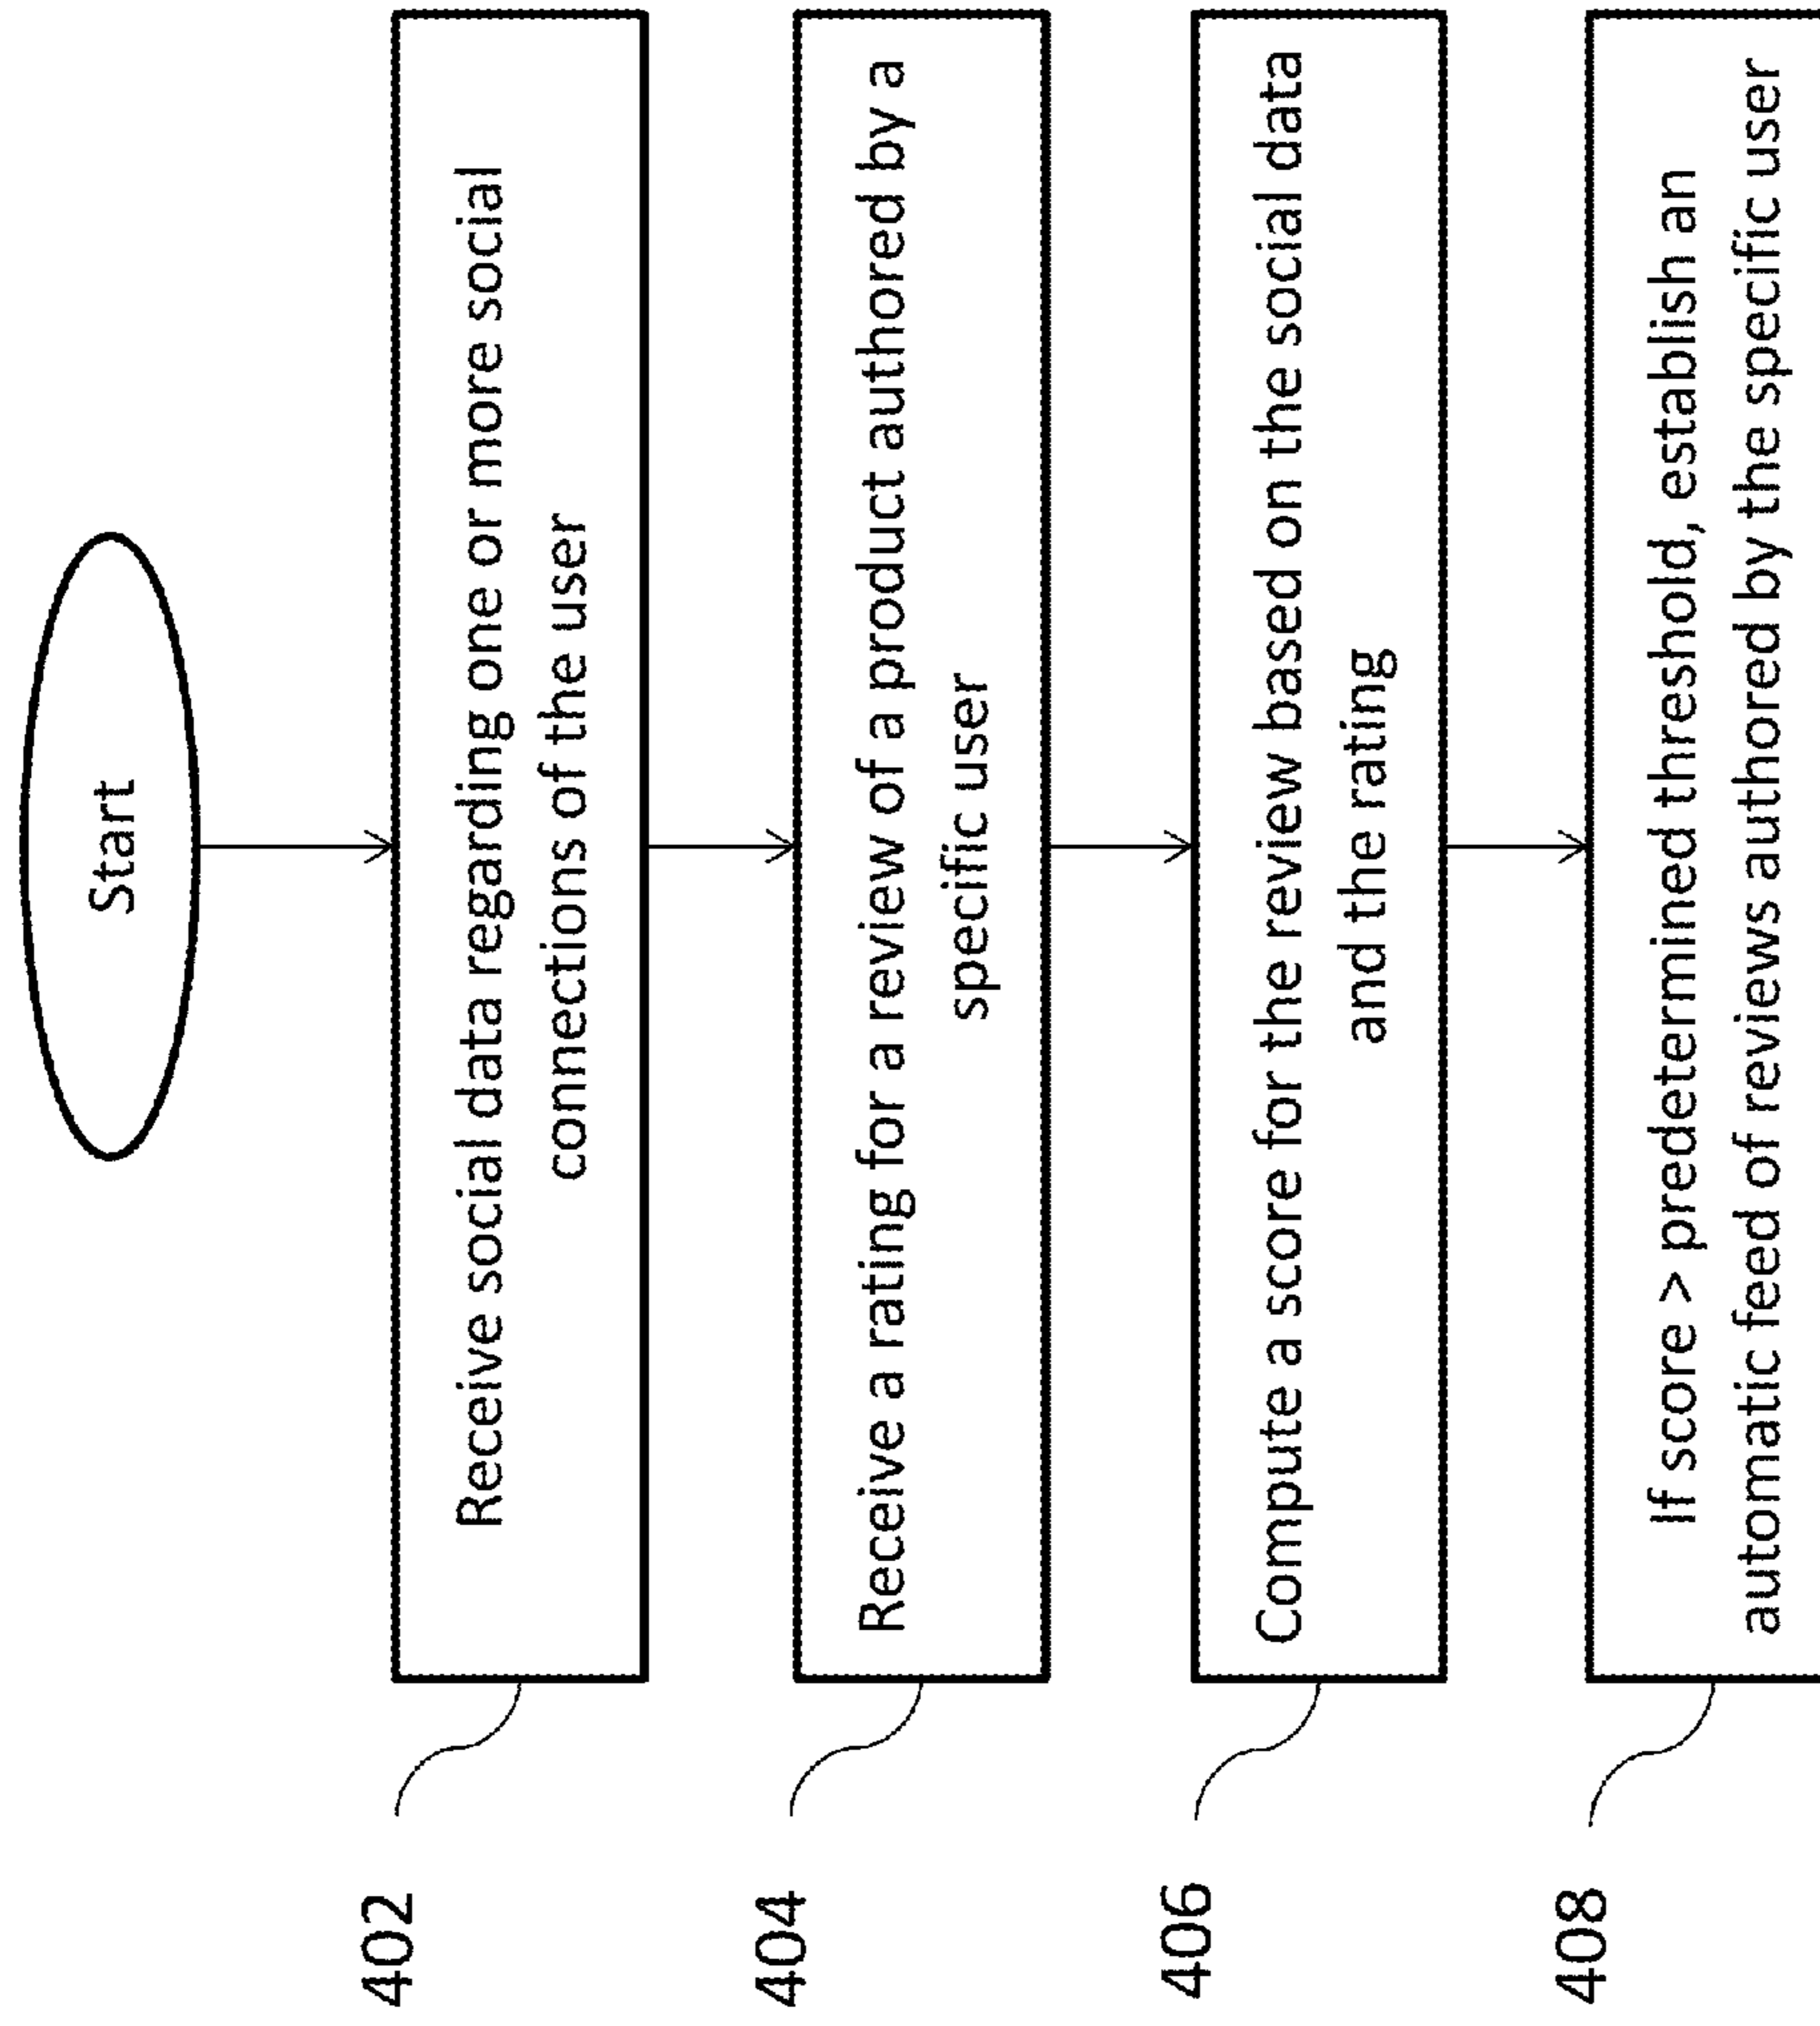 Start
402
Receive social data regarding one or more social
connections of the user
404
Receive a rating for a review of a product authored by a
specific user
406
Compute a score for the review based on the social data
and the rating
408
If score > predetermined threshold, establish an
automatic feed of reviews authored by the specific user